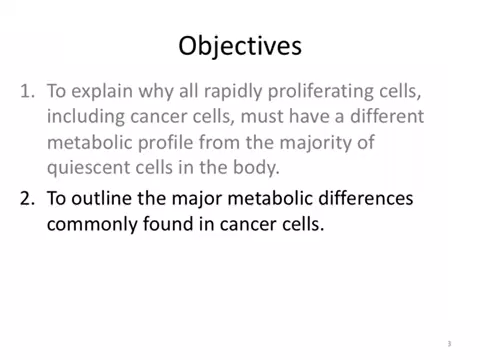 Objectives
1. To explain why all rapidly proliferating cells,
including cancer cells, must have a different
metabolic profile from the majority of
quiescent cells in the body.
2. To outline the major metabolic differences
commonly found in cancer cells.
3